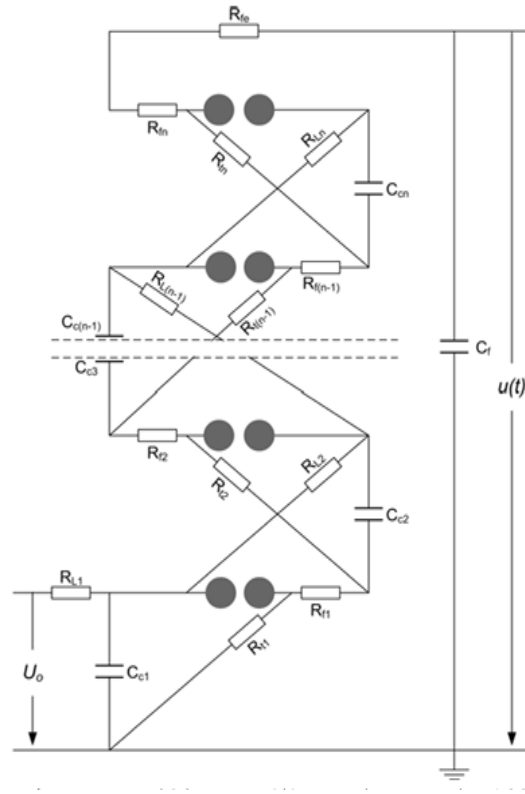 Rfe
Rfn
Rfn
RLn
Ccn
RL(n-1)
Rt(n-1)
Rf(n-1)
Cc(n-1)
Cc3
Cf
u(t)
Rf2
Rt2
RL2
Cc2
RL1
Rf1
Rt1
Uo
Cc1